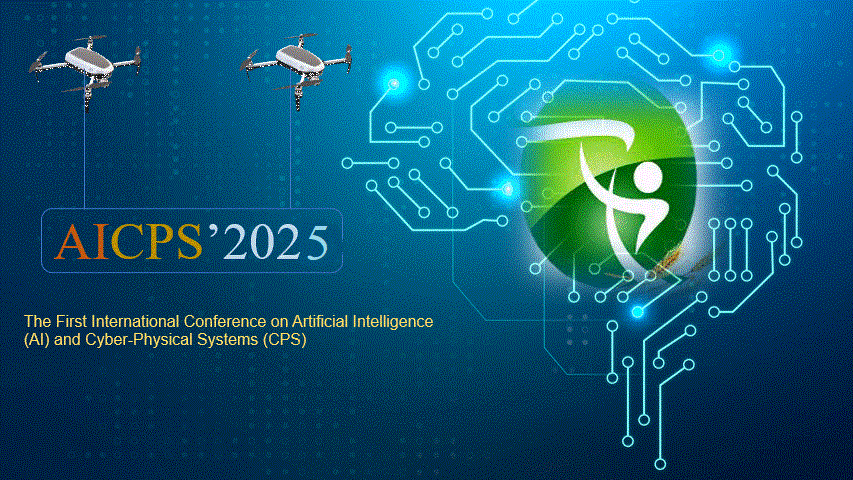 AICPS’2025
The First International Conference on Artificial Intelligence
(AI) and Cyber-Physical Systems (CPS)